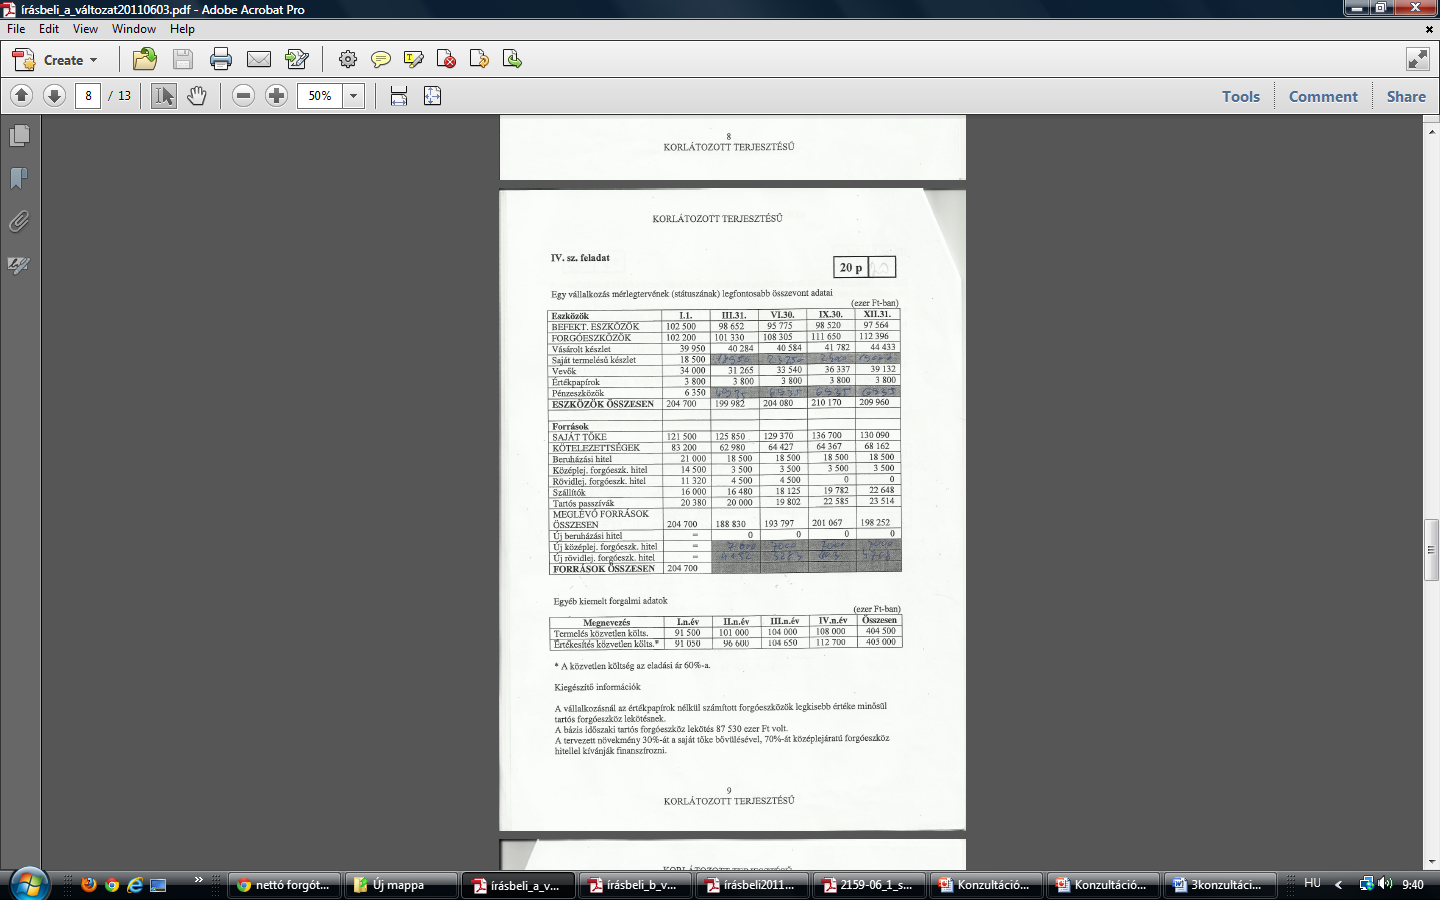 írásbeli_a_változat20110603.pdf - Adobe Acrobat Pro
File Edit View Window Help
Create
8 / 13 50% Tools Comment Share
8
KORLÁTOZOTT TERJESZTÉSŰ
KORLÁTOZOTT TERJESZTÉSŰ
IV. sz. feladat
20 p
Egy vállalkozás mérlegtervének (státuszának) legfontosabb összevont adatai
(ezer Ft-ban)
Eszközök I.1. III.31. VI.30. IX.30. XII.31.
BEFEKT. ESZKÖZÖK 102 500 98 652 95 775 98 520 97 564
FORGÓESZKÖZÖK 102 200 101 330 108 305 111 650 112 396
Vásárolt készlet 39 950 40 284 40 584 41 782 44 433
Saját termelésű készlet 18 500
Vevők 34 000 31 265 33 540 36 337 39 132
Értékpapírok 3 800 3 800 3 800 3 800 3 800
Pénzeszközök 6 350
ESZKÖZÖK ÖSSZESEN 204 700 199 982 204 080 210 170 209 960
Források
SAJÁT TŐKE 121 500 125 850 129 370 136 700 130 090
KÖTELEZETTSÉGEK 83 200 62 980 64 427 64 367 68 162
Beruházási hitel 21 000 18 500 18 500 18 500 18 500
Középlej. forgóeszk. hitel 14 500 3 500 3 500 3 500 3 500
Rövidlej. forgóeszk. hitel 11 320 4 500 4 500 0 0
Szállítók 16 000 16 480 18 125 19 782 22 648
Tartós passzívák 20 380 20 000 19 802 22 585 23 514
MEGLÉVŐ FORRÁSOK
ÖSSZESEN 204 700 188 830 193 797 201 067 198 252
Új beruházási hitel = 0 0 0 0
Új középlej. forgóeszk. hitel = 7000 7000 7000 7000
Új rövidlej. forgóeszk. hitel =
FORRÁSOK ÖSSZESEN 204 700
Egyéb kiemelt forgalmi adatok
(ezer Ft-ban)
Megnevezés I.n.év II.n.év III.n.év IV.n.év Összesen
Termelés közvetlen költs. 91 500 101 000 104 000 108 000 404 500
Értékesítés közvetlen költs.* 91 050 96 600 104 650 112 700 405 000
* A közvetlen költség az eladási ár 60%-a.
Kiegészítő információk
A vállalkozásnál az értékpapírok nélkül számított forgóeszközök legkisebb értéke minősül
tartós forgóeszköz lekötésnek.
A bázis időszaki tartós forgóeszköz lekötés 87 530 ezer Ft volt.
A tervezett növekmény 30%-át a saját tőke bővülésével, 70%-át középlejáratú forgóeszköz
hitellel kívánják finanszírozni.
9
KORLÁTOZOTT TERJESZTÉSŰ
KORLÁTOZOTT TERJESZTÉSŰ
» nettó forgót... Új mappa írásbeli_a_v... írásbeli_b_v... írásbeli2011... 2159-06_1_s... Konzultáció... Konzultáció... 3konzultáci... HU 9:40